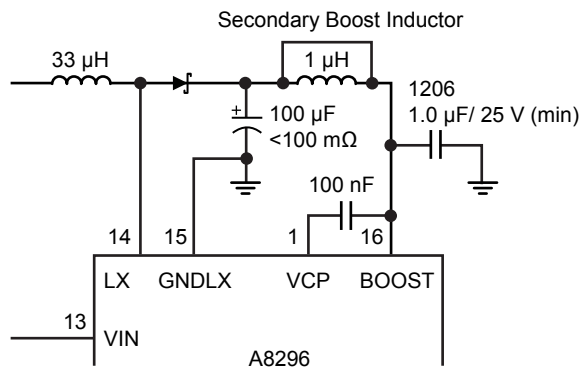 Secondary Boost Inductor
33 µH
1 µH
1206
1.0 µF/ 25 V (min)
+
100 µF
<100 mΩ
100 nF
14
15
1
16
LX
GNDLX
VCP
BOOST
13
VIN
A8296